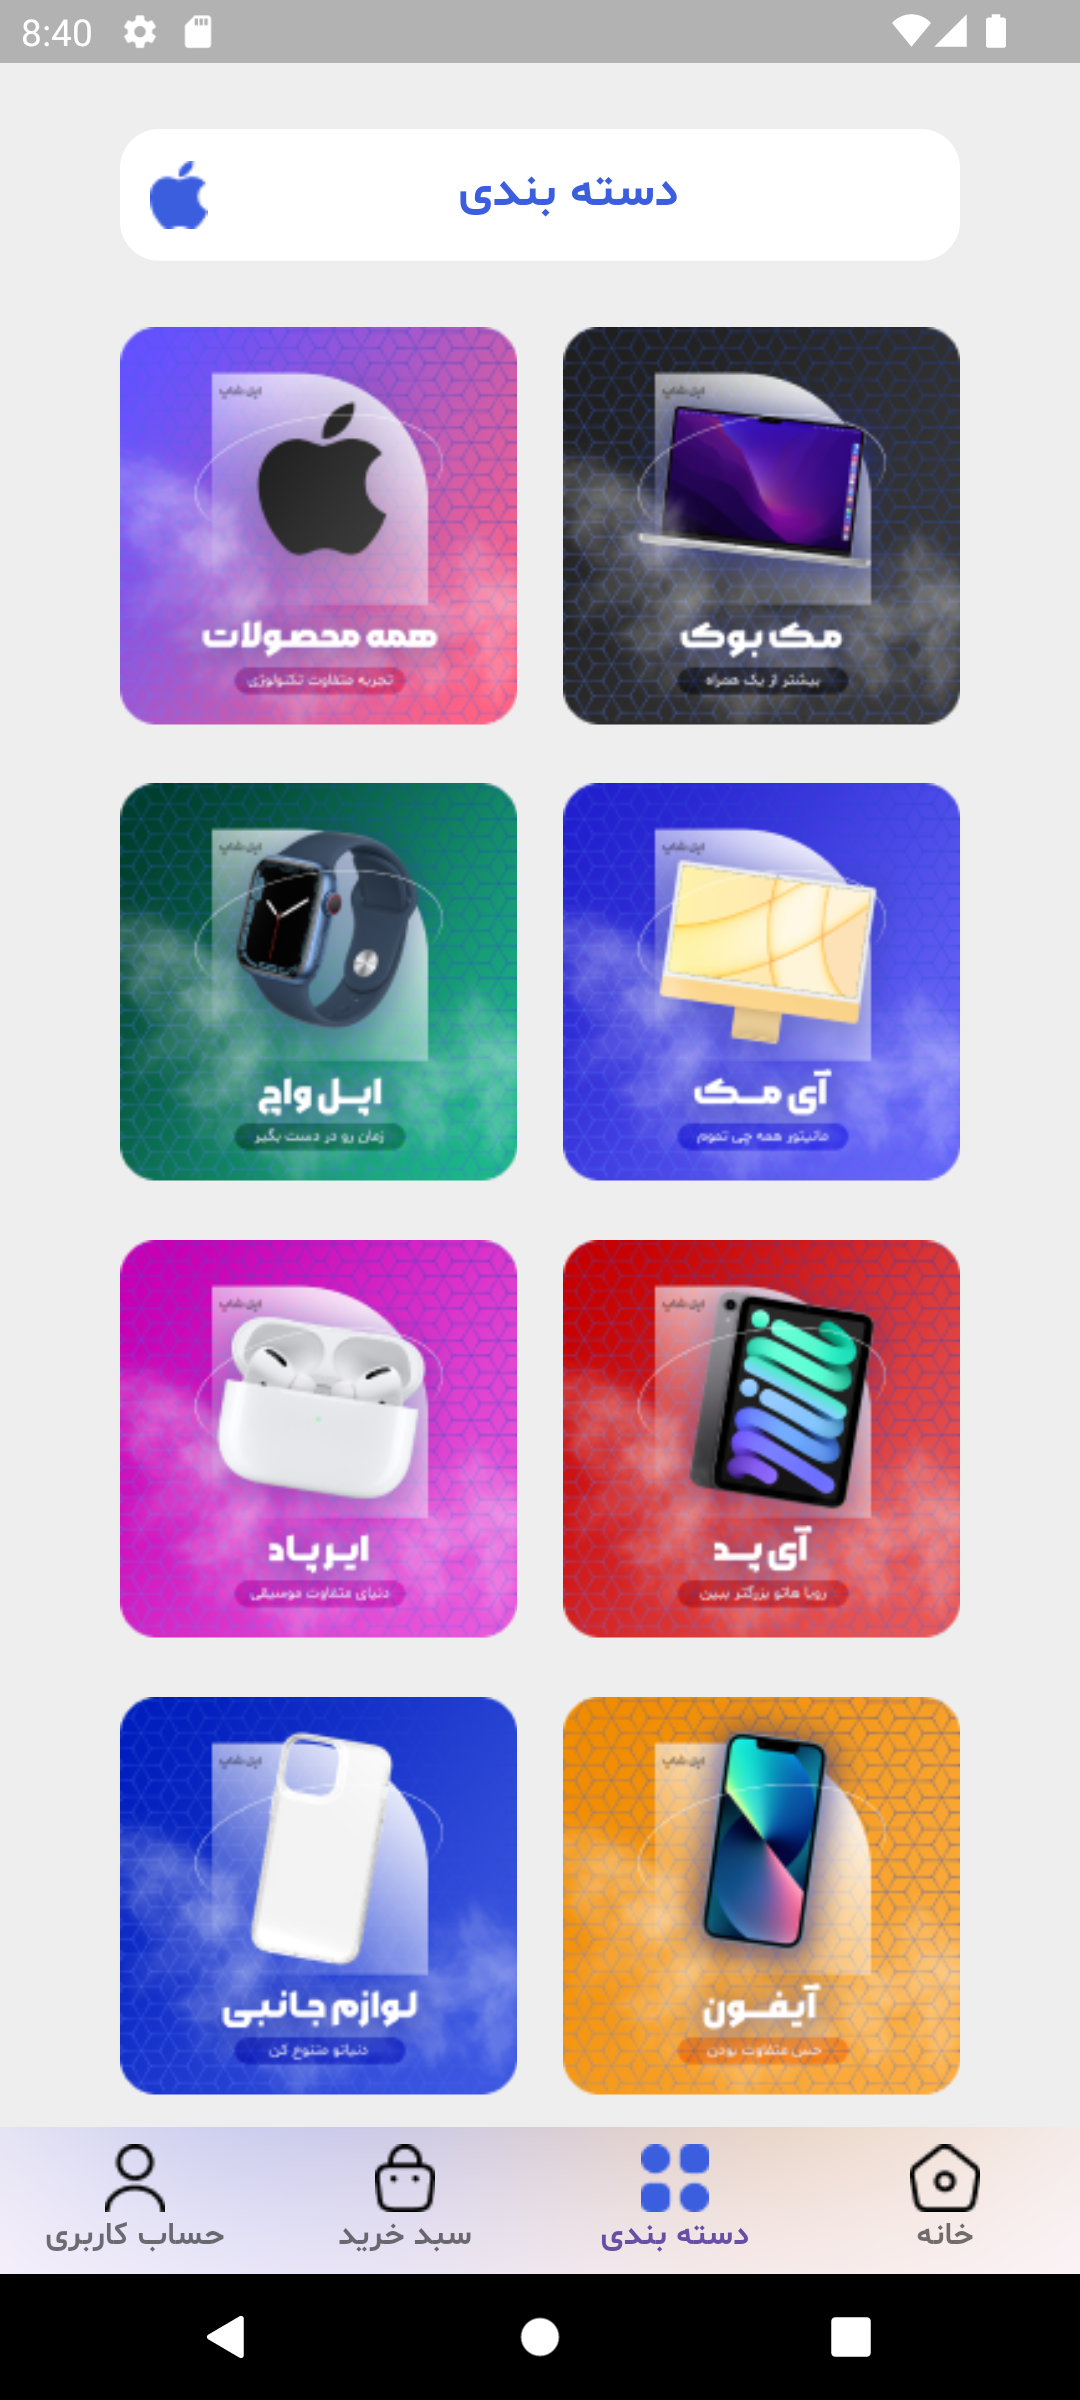 8:40
دسته بندی
اپل شاپ
مک بوک
بیشتر از یک همراه
اپل شاپ
همه محصولات
تجربه متفاوت تکنولوژی
اپل شاپ
آی مک
مانیتور همه چی تموم
اپل شاپ
اپل واچ
زمان رو در دست بگیر
اپل شاپ
آی پد
رویا هاتو بزرگتر ببین
اپل شاپ
ایرپاد
دنیای متفاوت موسیقی
اپل شاپ
آیفون
حس متفاوت بودن
اپل شاپ
لوازم جانبی
دنیاتو متنوع کن
خانه
دسته بندی
سبد خرید
حساب کاربری